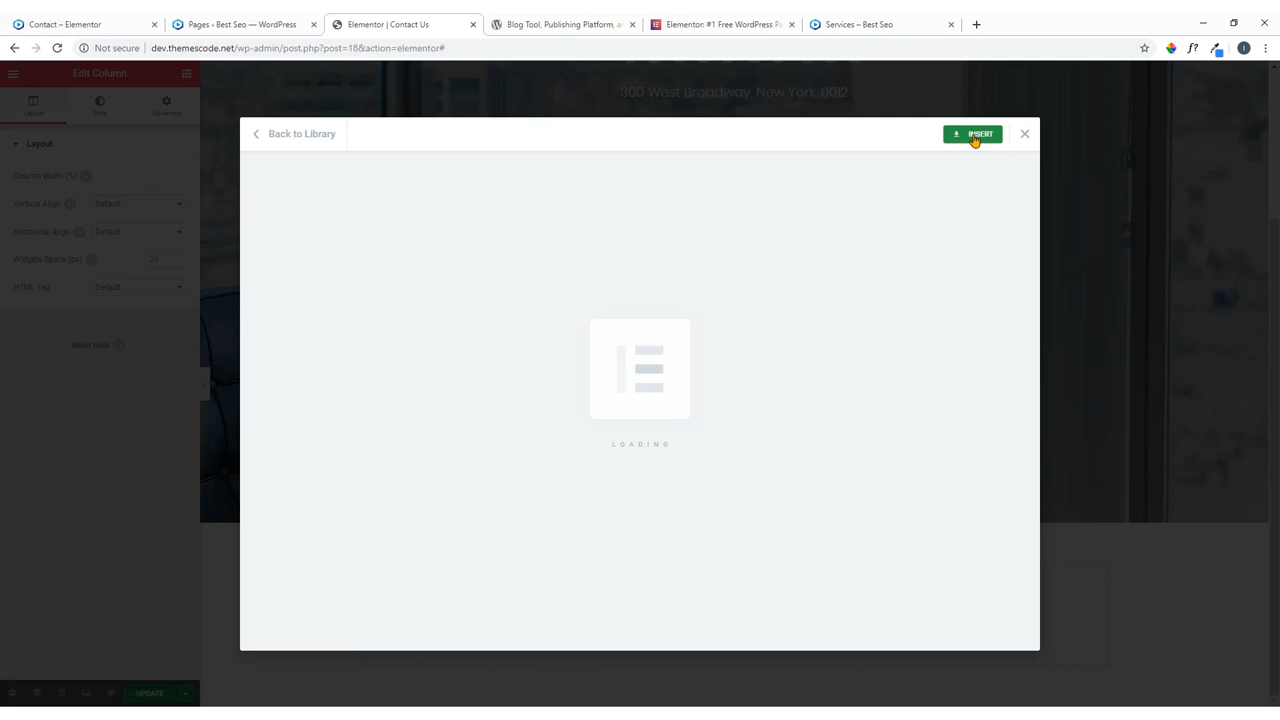 Contact – Elementor
Pages ‹ Best Seo — WordPress
Elementor | Contact Us
Blog Tool, Publishing Platform, a
Elementor: #1 Free WordPress P
Services – Best Seo
Not secure
dev.themescode.net/wp-admin/post.php?post=18&action=elementor#
f?
I
Edit Column
300 West Broadway, New York, 0012
Layout
Style
Advanced
Back to Library
INSERT
Layout
Column Width (%)
Vertical Align
Default
Horizontal Align
Default
Widgets Space (px)
20
HTML Tag
Default
Need Help
LOADING
UPDATE